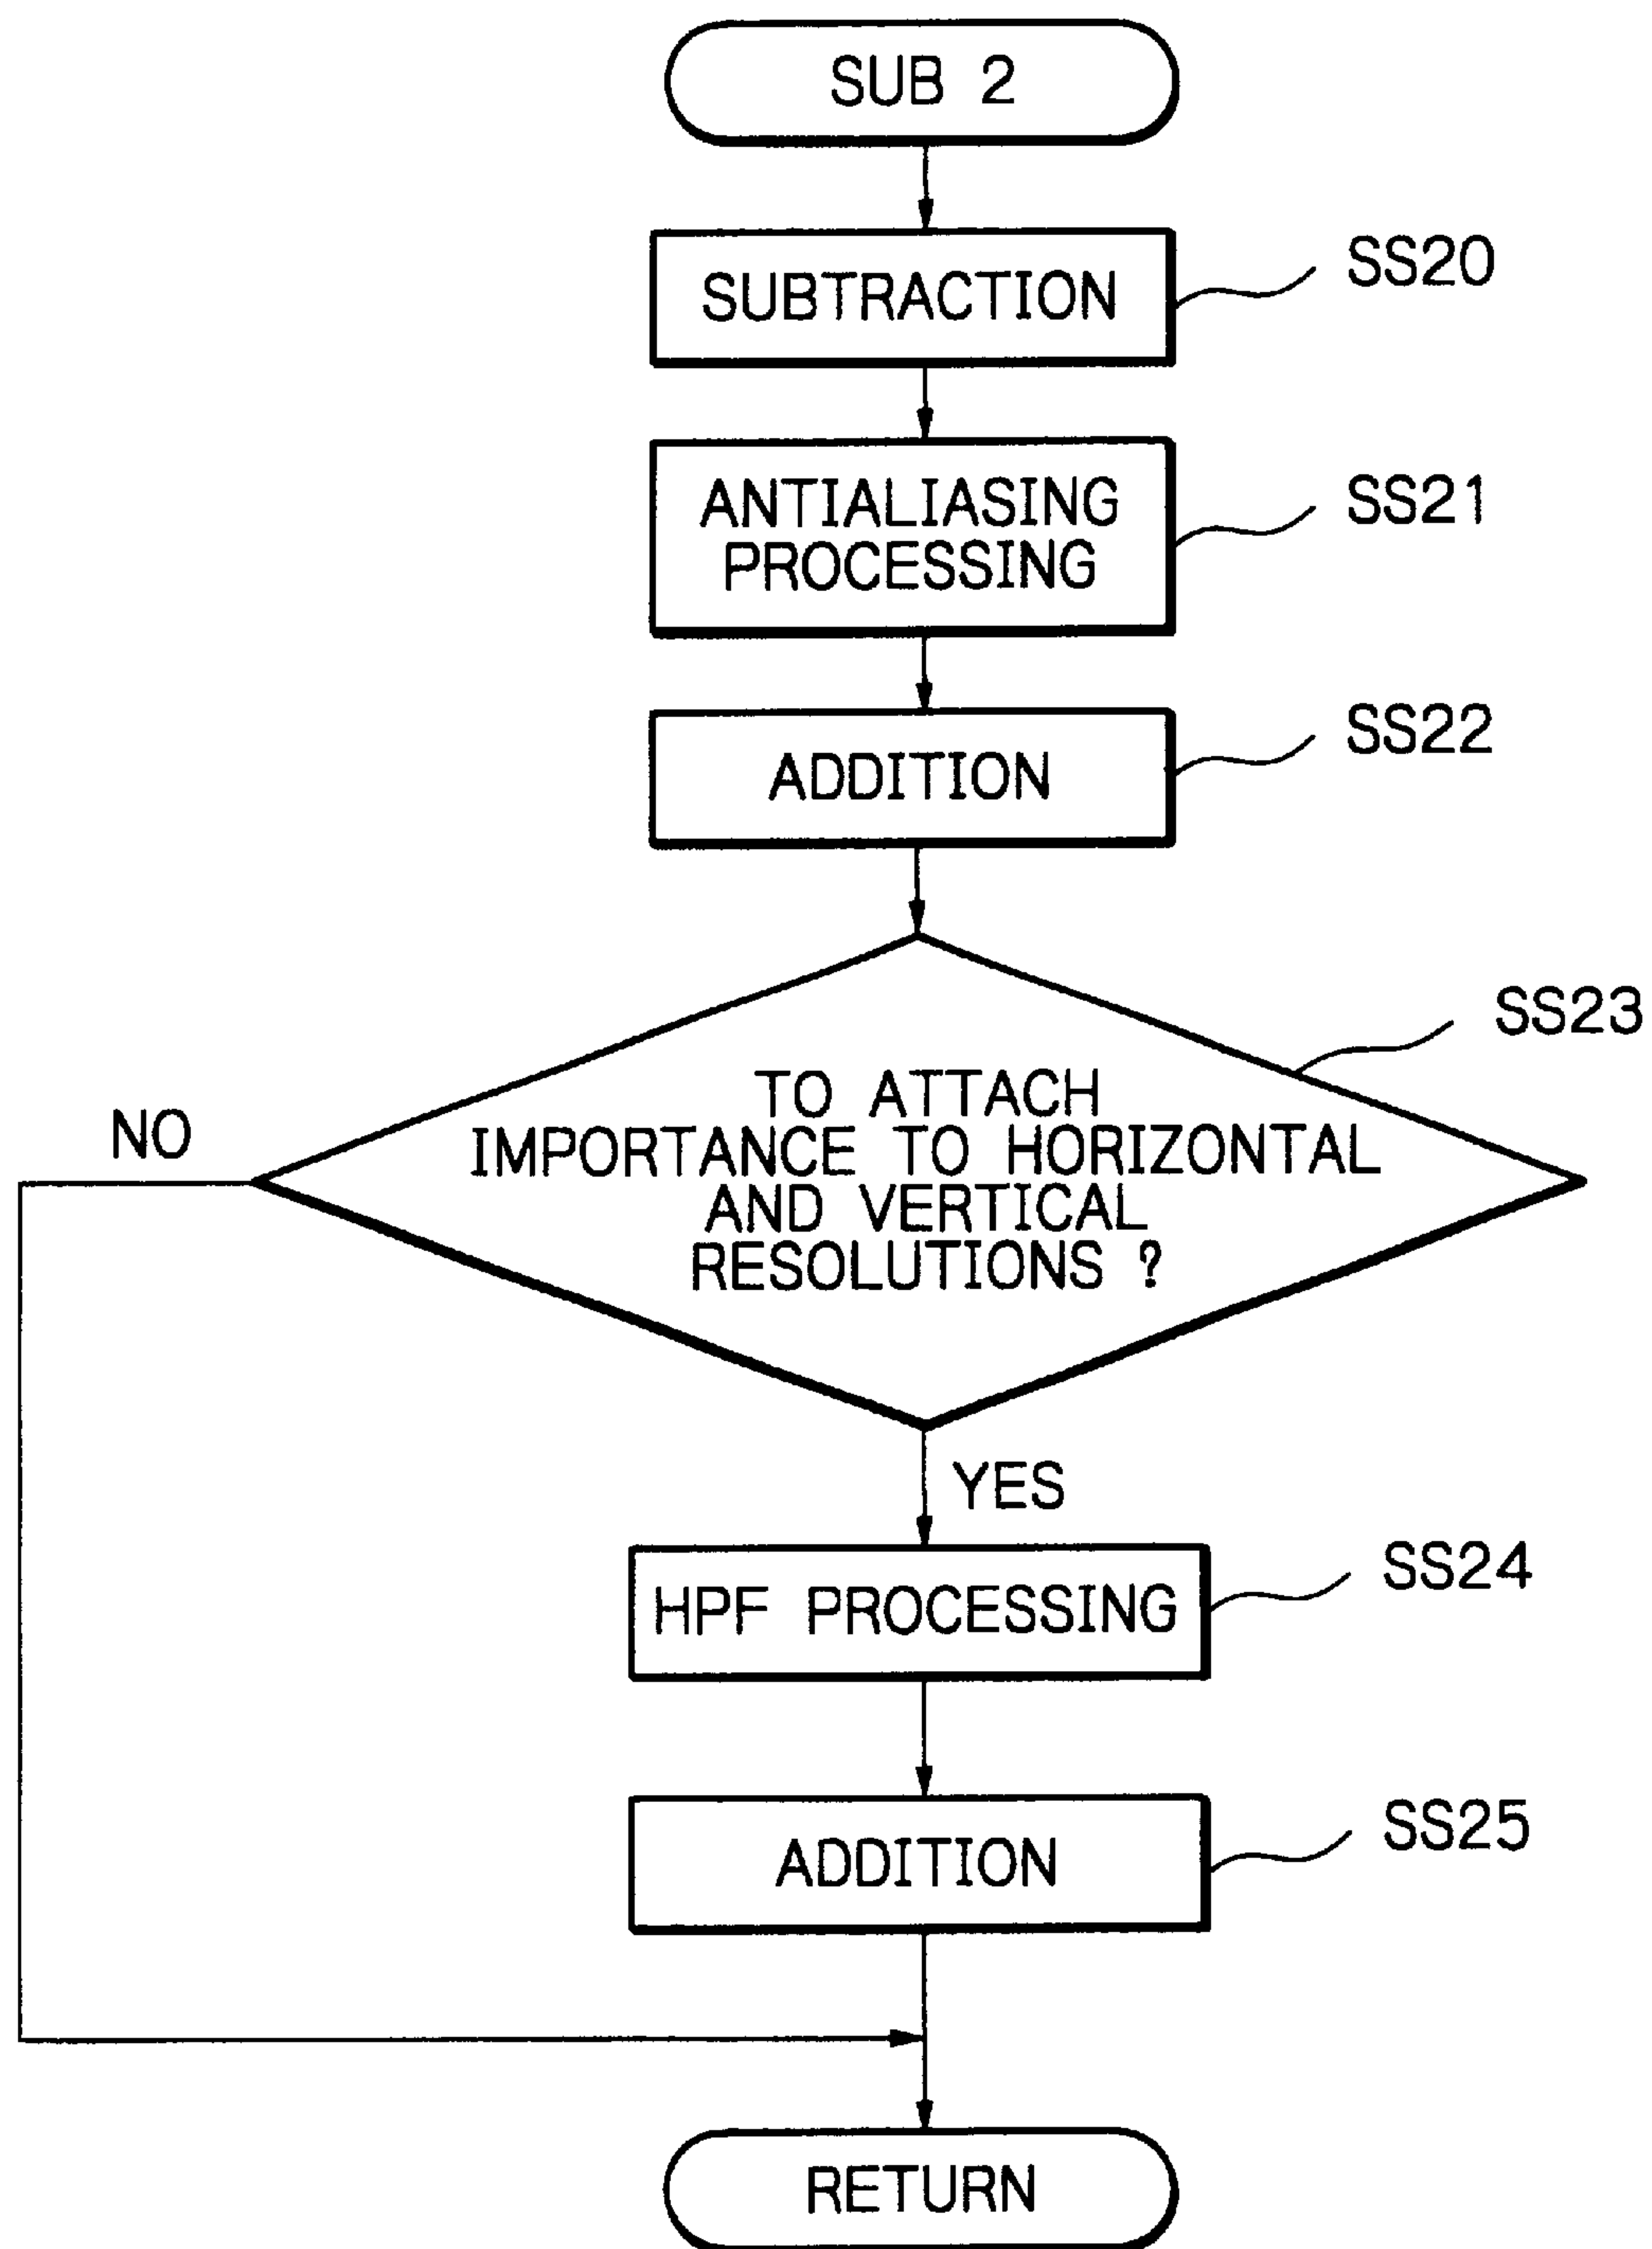 SUB 2
SUBTRACTION
SS20
ANTIALIASING
PROCESSING
SS21
ADDITION
SS22
SS23
TO ATTACH
IMPORTANCE TO HORIZONTAL
AND VERTICAL
RESOLUTIONS ?
NO
YES
HPF PROCESSING
SS24
ADDITION
SS25
RETURN